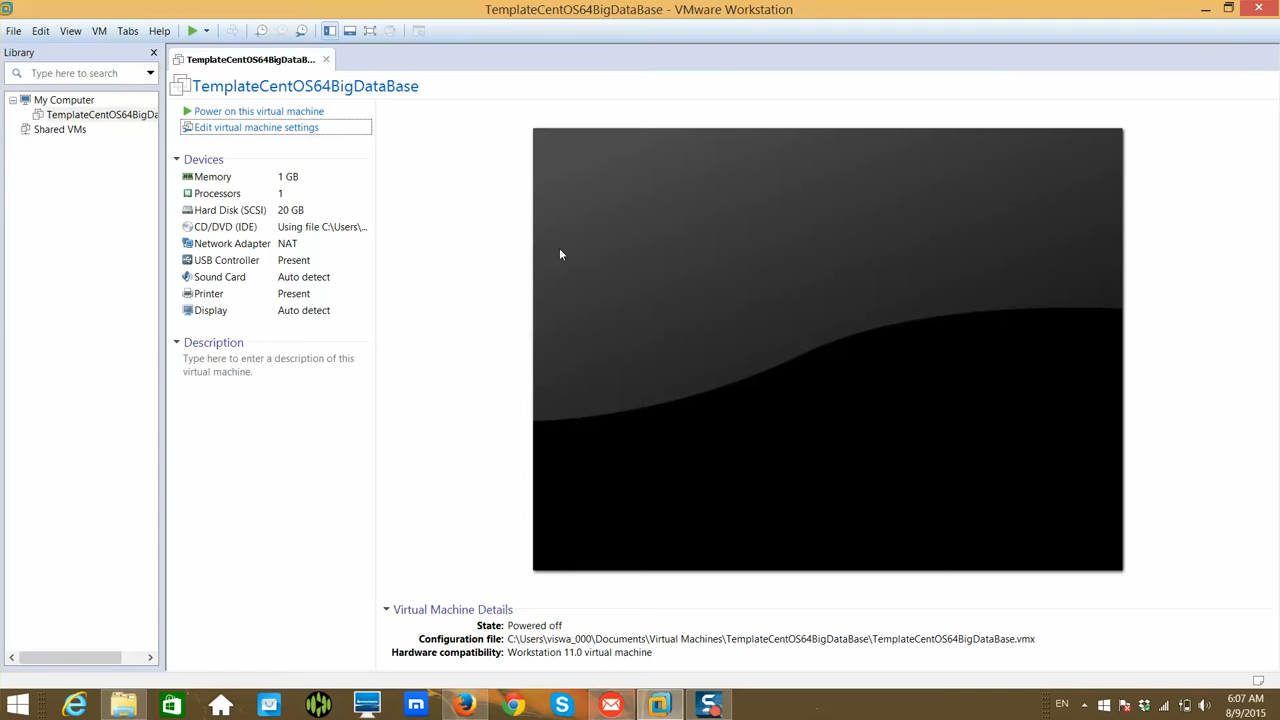 TemplateCentOS64BigDataBase - VMware Workstation
File Edit View VM Tabs Help
Library
TemplateCentOS64BigDataB...
Type here to search
TemplateCentOS64BigDataBase
My Computer
TemplateCentOS64BigDa
Shared VMs
Power on this virtual machine
Edit virtual machine settings
Devices
Memory 1 GB
Processors 1
Hard Disk (SCSI) 20 GB
CD/DVD (IDE) Using file C:\Users\...
Network Adapter NAT
USB Controller Present
Sound Card Auto detect
Printer Present
Display Auto detect
Description
Type here to enter a description of this
virtual machine.
Virtual Machine Details
State: Powered off
Configuration file: C:\Users\viswa_000\Documents\Virtual Machines\TemplateCentOS64BigDataBase\TemplateCentOS64BigDataBase.vmx
Hardware compatibility: Workstation 11.0 virtual machine
EN
6:07 AM
8/9/2015